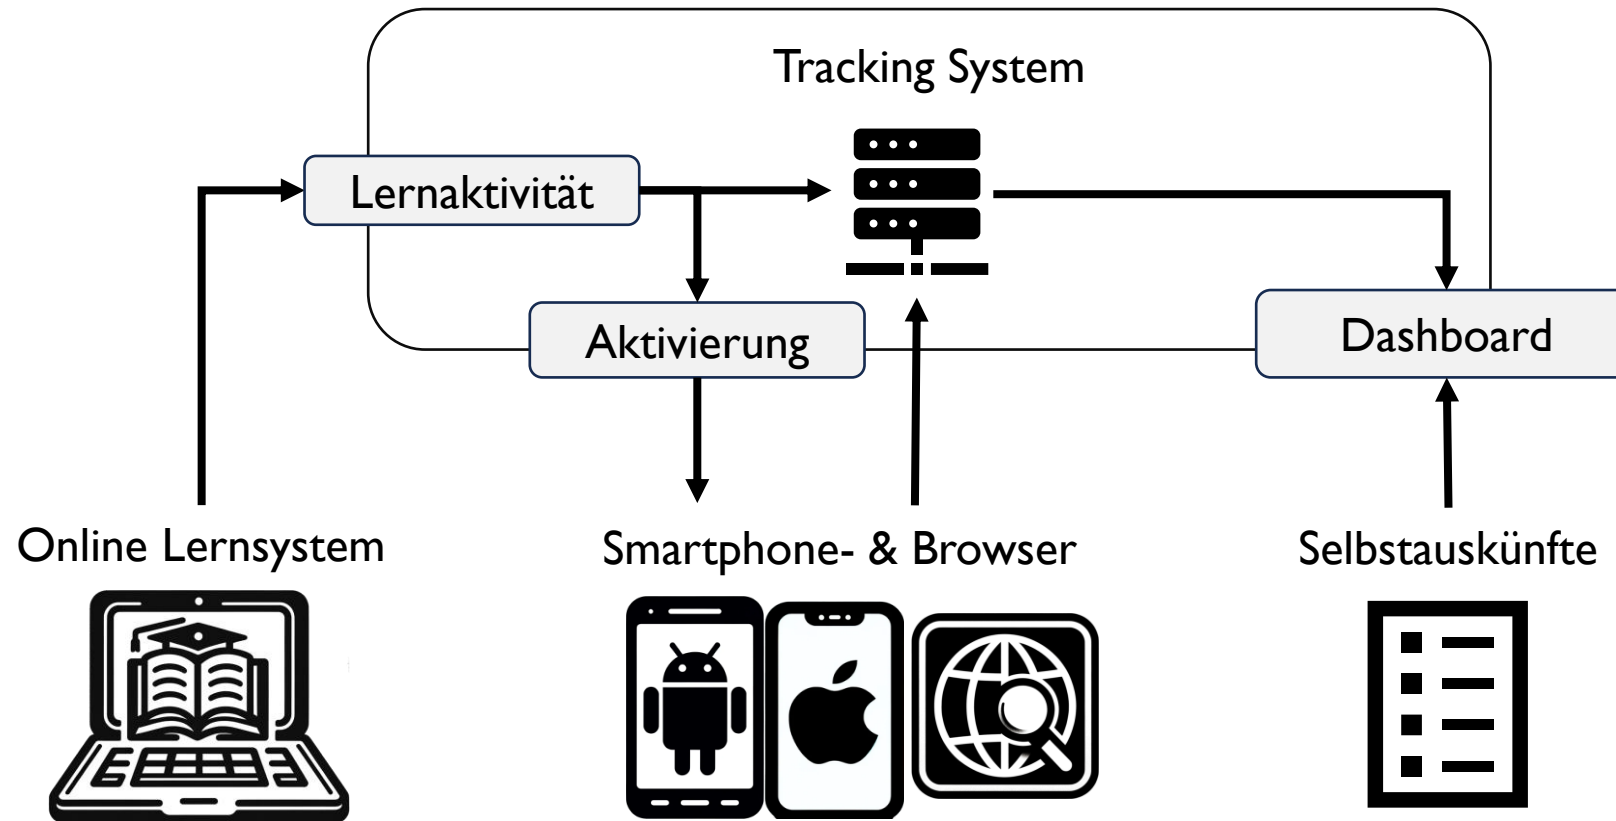 Tracking System
Lernaktivität
Aktivierung
Dashboard
Online Lernsystem
Smartphone- & Browser
Selbstauskünfte